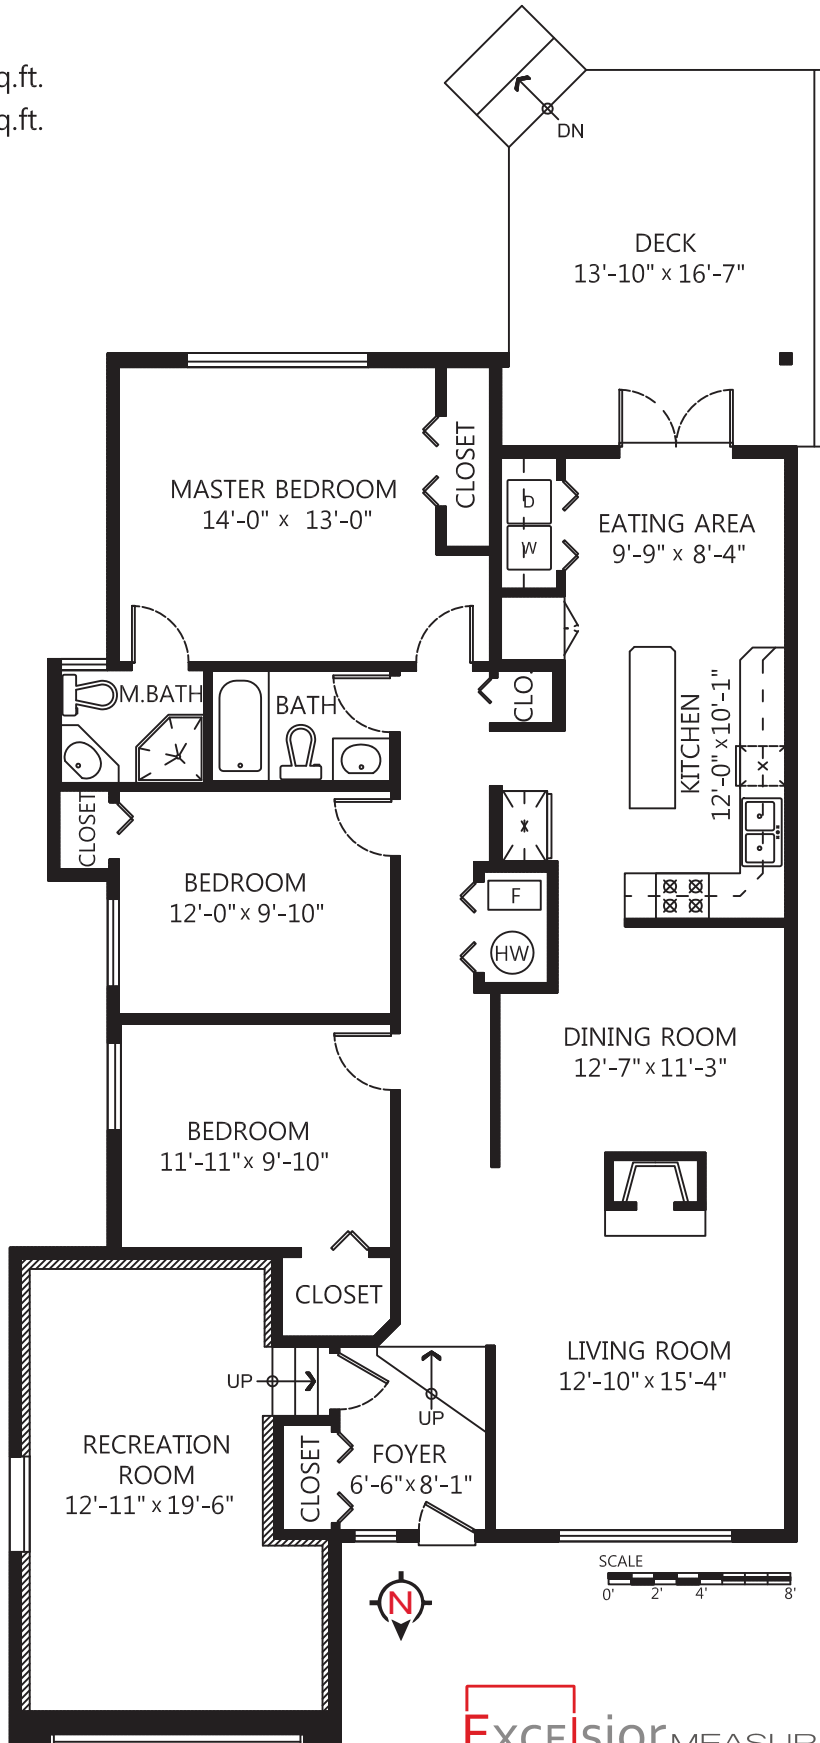 q.ft.
q.ft.
DN
DECK
13'-10" x 16'-7"
CLOSET
MASTER BEDROOM
14'-0" x 13'-0"
D
W
EATING AREA
9'-9" x 8'-4"
M.BATH
BATH
CLO.
KITCHEN
12'-0" x 10'-1"
CLOSET
BEDROOM
12'-0" x 9'-10"
F
HW
DINING ROOM
12'-7" x 11'-3"
BEDROOM
11'-11" x 9'-10"
CLOSET
LIVING ROOM
12'-10" x 15'-4"
UP
UP
RECREATION
ROOM
12'-11" x 19'-6"
CLOSET
FOYER
6'-6" x 8'-1"
SCALE
0' 2' 4' 8'
N
Excelsior MEASUR